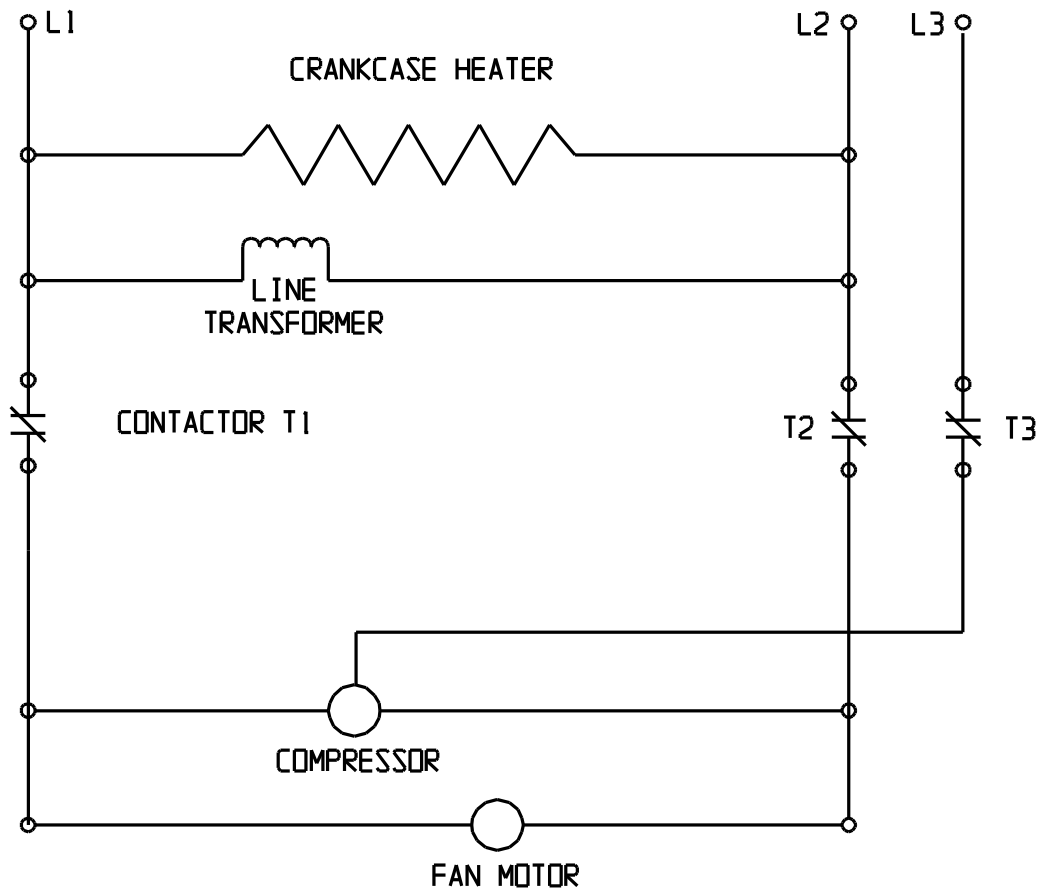 L1
L2
L3
CRANKCASE HEATER
LINE
TRANSFORMER
CONTACTOR T1
T2
T3
COMPRESSOR
FAN MOTOR